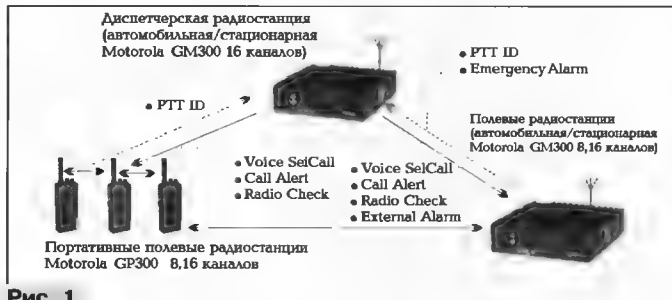 Диспетчерская радиостанция
(автомобильная/стационарная
Motorola GM300 16 каналов)
• PTT ID
• Emergency Alarm
• PTT ID
Полевые радиостанции
(автомобильная/стационарная
Motorola GM300 8,16 каналов)
• Voice SelCall
• Call Alert
• Radio Check
• Voice SelCall
• Call Alert
• Radio Check
• External Alarm
Портативные полевые радиостанции
Motorola GP300 8,16 каналов
Рис. 1